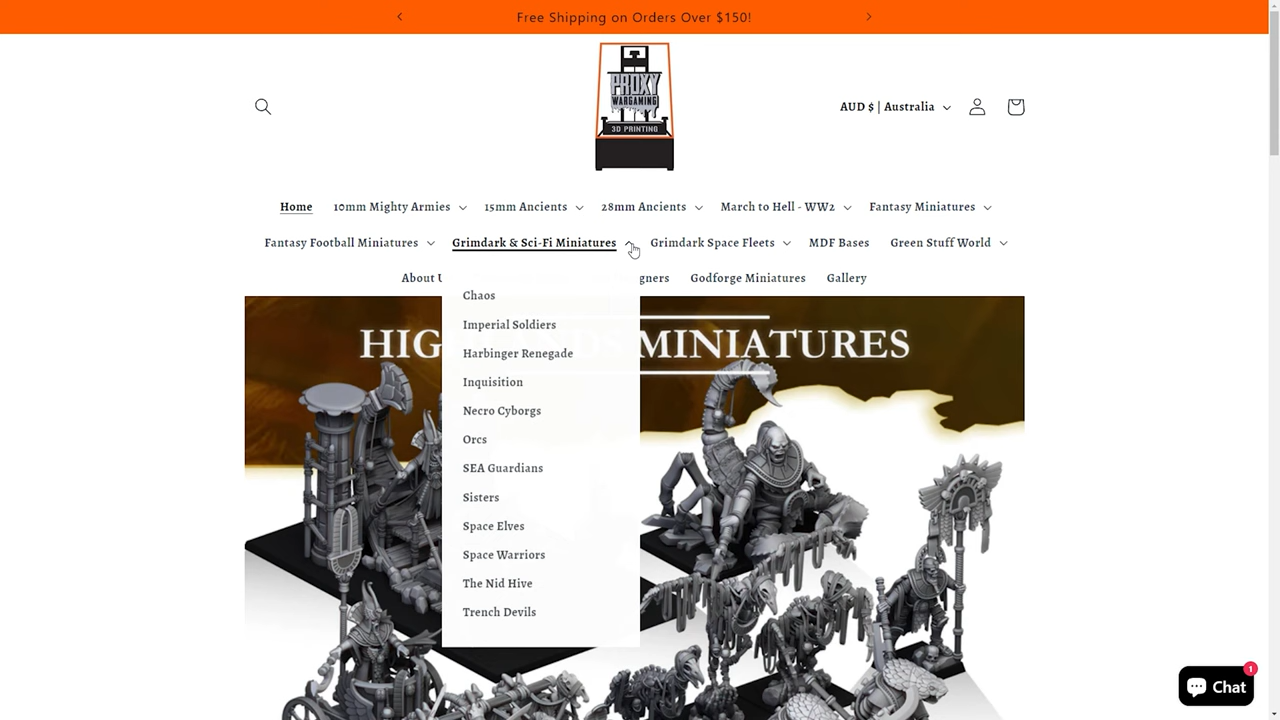 Free Shipping on Orders Over $150!
PROXY
WARGAMING
3D PRINTING
AUD $ | Australia
Home 10mm Mighty Armies 15mm Ancients 28mm Ancients March to Hell - WW2 Fantasy Miniatures
Fantasy Football Miniatures Grimdark & Sci-Fi Miniatures Grimdark Space Fleets MDF Bases Green Stuff World
About Godforge Miniatures Gallery
Chaos
Imperial Soldiers
Harbinger Renegade
Inquisition
Necro Cyborgs
Orcs
SEA Guardians
Sisters
Space Elves
Space Warriors
The Nid Hive
Trench Devils
MINIATURES
1
Chat